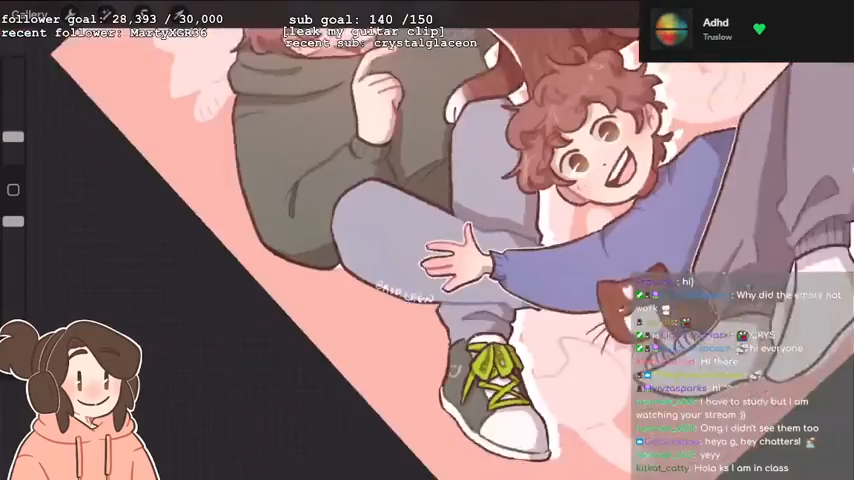 Gallery
follower goal: 28,393 / 30,000
recent follower: MartyXGR36
sub goal: 140 /150
[leak my guitar clip]
recent sub: crystalglaceon
Adhd
Truslow
: hi)
: Why did the emote not
work
CRYS
hi everyone
Hi there
hi
I have to study but I am
watching your stream :))
Omg i didn't see them too
heya g, hey chatters!
yeyy
kitkat_catty: Hola ks I am in class